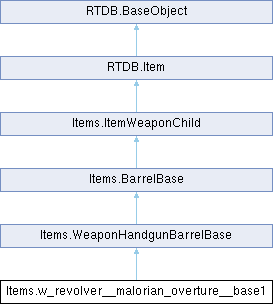 RTDB.BaseObject
RTDB.Item
Items.ItemWeaponChild
Items.BarrelBase
Items.WeaponHandgunBarrelBase
Items.w_revolver__malorian_overture__base1